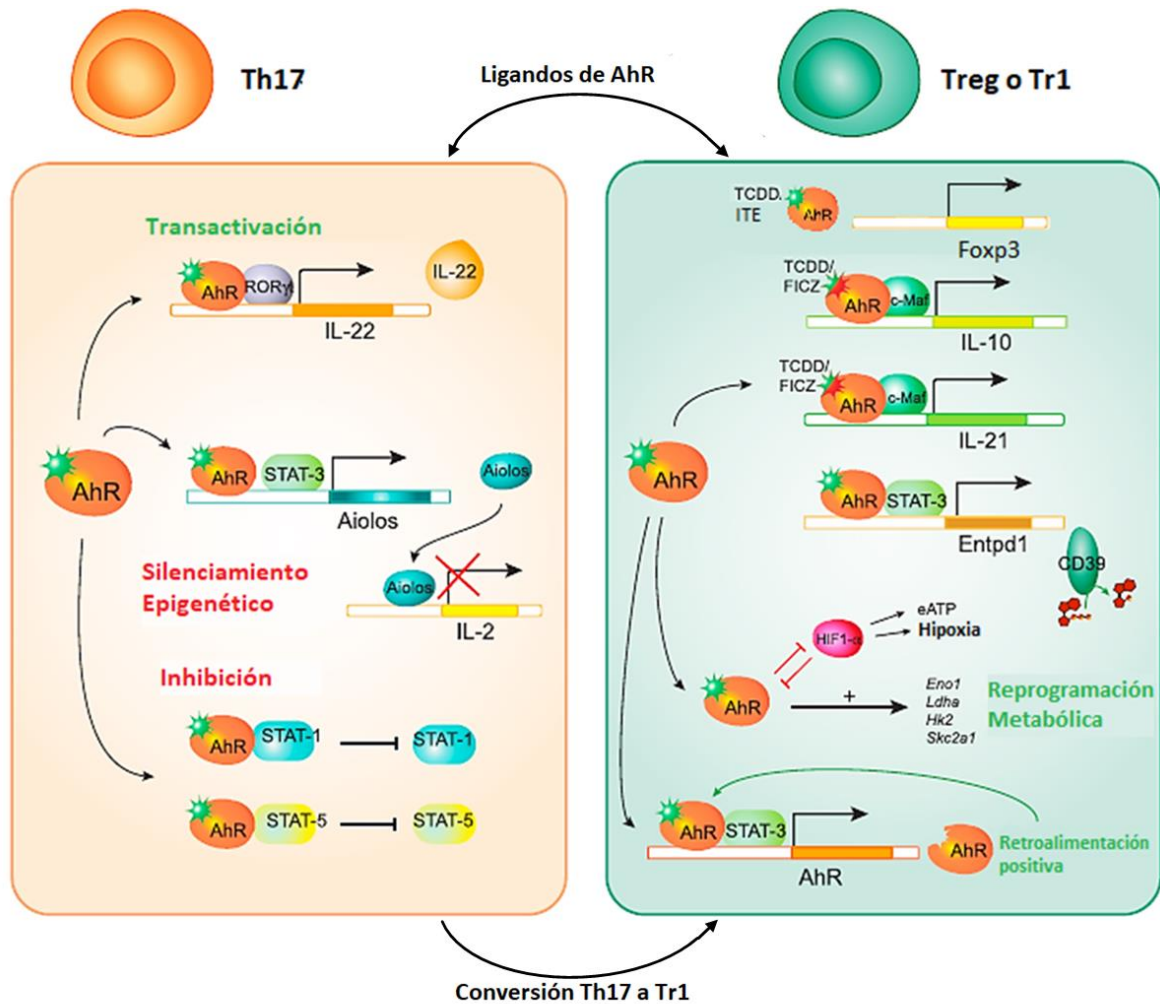 Th17
Ligandos de AhR
Treg o Tr1
Transactivación
AhR
RORγt
IL-22
IL-22
AhR
AhR
STAT-3
Aiolos
Aiolos
Silenciamiento
Epigenético
Aiolos
IL-2
Inhibición
AhR
STAT-1
STAT-1
AhR
STAT-5
STAT-5
TCDD.
ITE
AhR
Foxp3
TCDD/
FICZ
AhR
c-Maf
IL-10
TCDD/
FICZ
AhR
c-Maf
IL-21
AhR
AhR
STAT-3
Entpd1
CD39
HIF1-α
eATP
Hipoxia
AhR
+
Eno1
Ldha
Hk2
Skc2a1
Reprogramación
Metabólica
AhR
STAT-3
AhR
AhR
Retroalimentación
positiva
Conversión Th17 a Tr1